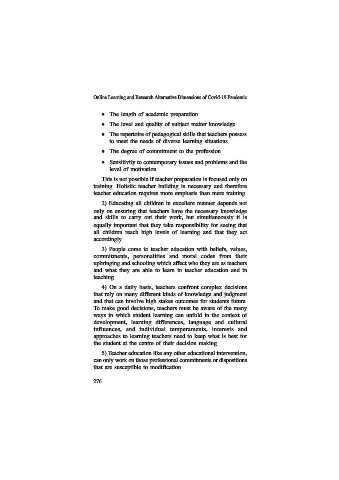 Online Learning and Research Alternative Dimensions of Covid-19 Pandemic
● The length of academic preparation
● The level and quality of subject matter knowledge
● The repertoire of pedagogical skills that teachers possess
to meet the needs of diverse learning situations
● The degree of commitment to the profession
● Sensitivity to contemporary issues and problems and the
level of motivation
This is not possible if teacher preparation is focused only on
training. Holistic teacher building is necessary and therefore
teacher education requires more emphasis than mere training.
2) Educating all children in excellent manner depends not
only on ensuring that teachers have the necessary knowledge
and skills to carry out their work, but simultaneously it is
equally important that they take responsibility for seeing that
all children reach high levels of learning and that they act
accordingly
3) People come to teacher education with beliefs, values,
commitments, personalities and moral codes from their
upbringing and schooling which affect who they are as teachers
and what they are able to learn in teacher education and in
teaching
4) On a daily basis, teachers confront complex decisions
that rely on many different kinds of knowledge and judgment
and that can involve high stakes outcomes for students future.
To make good decisions, teachers must be aware of the many
ways in which student learning can unfold in the context of
development, learning differences, language and cultural
influences, and individual temperaments, interests and
approaches to learning teachers need to keep what is best for
the student at the centre of their decision making
5) Teacher education like any other educational intervention,
can only work on those professional commitments or dispositions
that are susceptible to modification
276